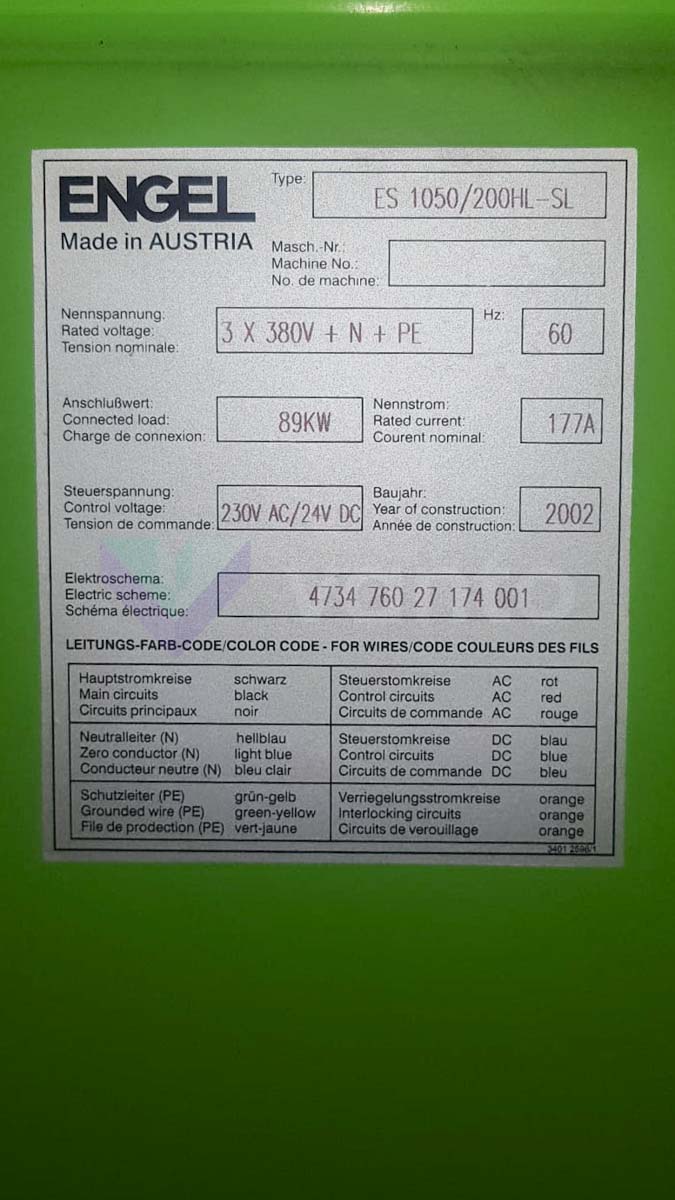 ENGEL
Made in AUSTRIA
Type:
ES 1050/200HL-SL
Masch.-Nr.:
Machine No.:
No. de machine:
Nennspannung:
Rated voltage:
Tension nominale:
3 X 380V + N + PE
Hz:
60
Anschlußwert:
Connected load:
Charge de connexion:
89KW
Nennstrom:
Rated current:
Courent nominal:
177A
Steuerspannung:
Control voltage:
Tension de commande:
230V AC/24V DC
Baujahr:
Year of construction:
Année de construction:
2002
Elektroschema:
Electric scheme:
Schéma électrique:
4734 760 27 174 001
LEITUNGS-FARB-CODE/COLOR CODE - FOR WIRES/CODE COULEURS DES FILS
Hauptstromkreise schwarz
Main circuits black
Circuits principaux noir
Steuerstomkreise AC rot
Control circuits AC red
Circuits de commande AC rouge
Neutralleiter (N) hellblau
Zero conductor (N) light blue
Conducteur neutre (N) bleu clair
Steuerstomkreise DC blau
Control circuits DC blue
Circuits de commande DC bleu
Schutzleiter (PE) grün-gelb
Grounded wire (PE) green-yellow
File de production (PE) vert-jaune
Verriegelungsstromkreise orange
Interlocking circuits orange
Circuits de verouillage orange